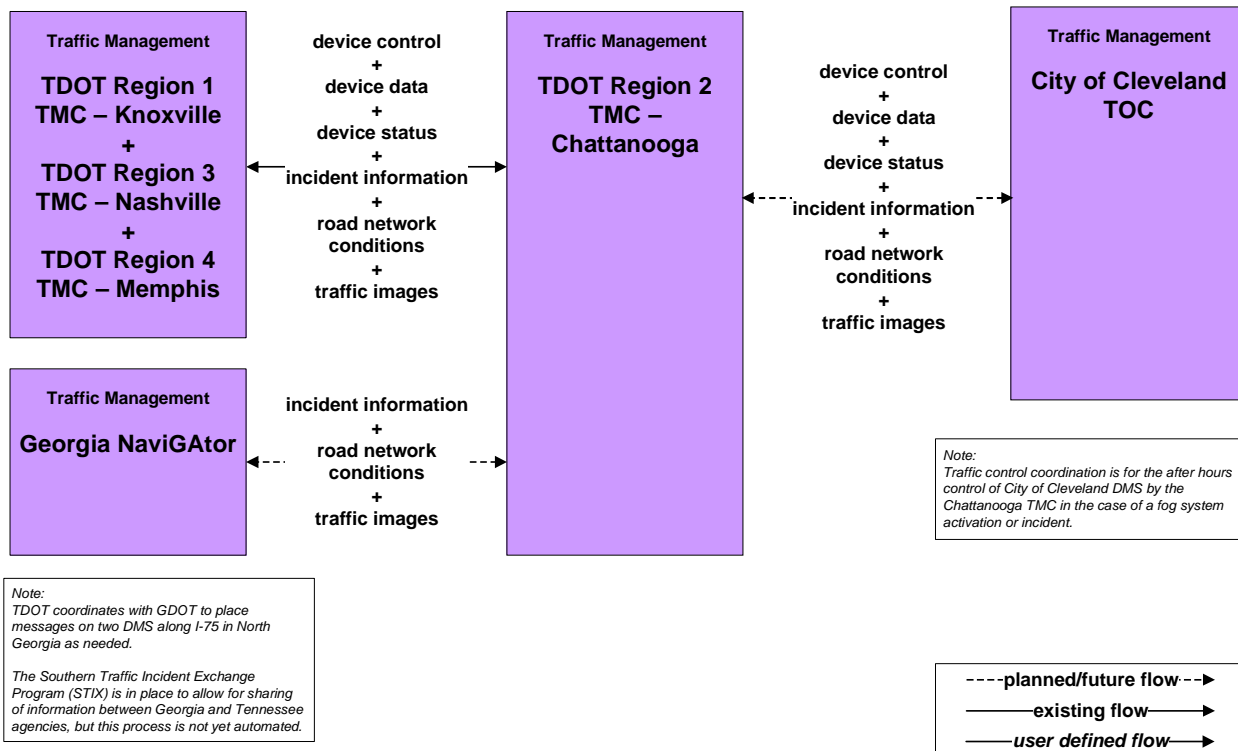 Traffic Management
TDOT Region 1
TMC – Knoxville
+
TDOT Region 3
TMC – Nashville
+
TDOT Region 4
TMC – Memphis
device control
+
device data
+
device status
+
incident information
+
road network
conditions
+
traffic images
Traffic Management
TDOT Region 2
TMC –
Chattanooga
device control
+
device data
+
device status
+
incident information
+
road network
conditions
+
traffic images
Traffic Management
City of Cleveland
TOC
Traffic Management
Georgia NaviGAtor
incident information
+
road network
conditions
+
traffic images
Note:
Traffic control coordination is for the after hours
control of City of Cleveland DMS by the
Chattanooga TMC in the case of a fog system
activation or incident.
Note:
TDOT coordinates with GDOT to place
messages on two DMS along I-75 in North
Georgia as needed.
The Southern Traffic Incident Exchange
Program (STIX) is in place to allow for sharing
of information between Georgia and Tennessee
agencies, but this process is not yet automated.
planned/future flow
existing flow
user defined flow